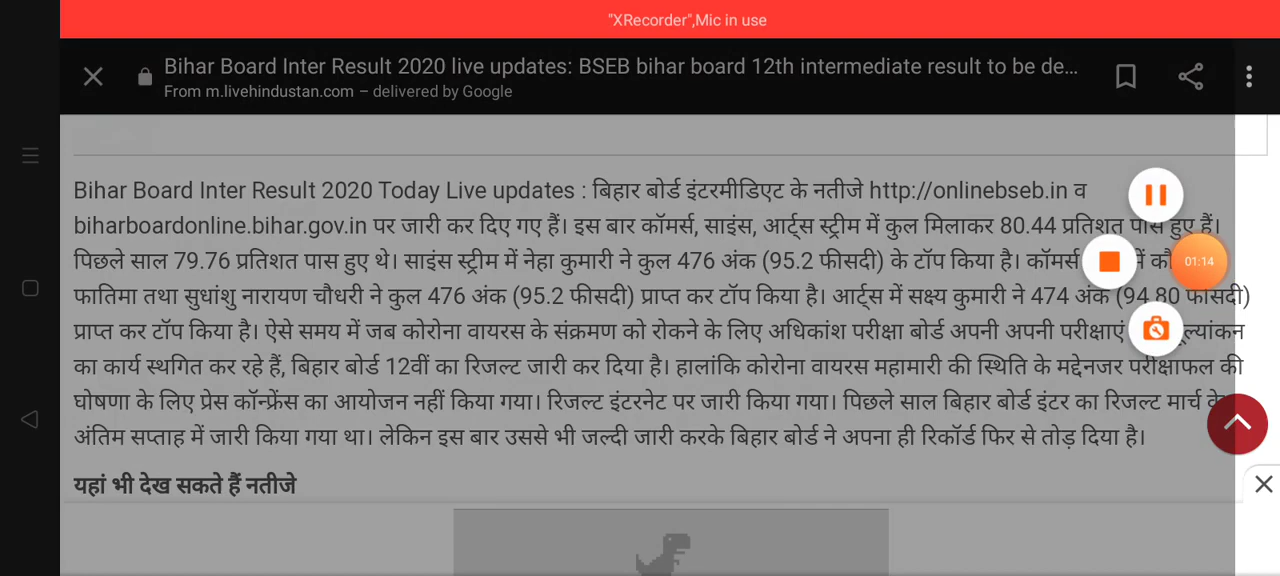 "XRecorder",Mic in use
Bihar Board Inter Result 2020 live updates: BSEB bihar board 12th intermediate result to be de...
From m.livehindustan.com – delivered by Google
Bihar Board Inter Result 2020 Today Live updates : बिहार बोर्ड इंटरमीडिएट के नतीजे http://onlinebseb.in व
biharboardonline.bihar.gov.in पर जारी कर दिए गए हैं। इस बार कॉमर्स, साइंस, आर्ट्स स्ट्रीम में कुल मिलाकर 80.44 प्रतिशत पास हुए हैं।
पिछले साल 79.76 प्रतिशत पास हुए थे। साइंस स्ट्रीम में नेहा कुमारी ने कुल 476 अंक (95.2 फीसदी) के टॉप किया है। कॉमर्स में
01:14
फातिमा तथा सुधांशु नारायण चौधरी ने कुल 476 अंक (95.2 फीसदी) प्राप्त कर टॉप किया है। आर्ट्स में सक्ष्य कुमारी ने 474 अंक (94.80 फीसदी)
प्राप्त कर टॉप किया है। ऐसे समय में जब कोरोना वायरस के संक्रमण को रोकने के लिए अधिकांश परीक्षा बोर्ड अपनी अपनी परीक्षाएं
का कार्य स्थगित कर रहे हैं, बिहार बोर्ड 12वीं का रिजल्ट जारी कर दिया है। हालांकि कोरोना वायरस महामारी की स्थिति के मद्देनजर परीक्षाफल की
घोषणा के लिए प्रेस कॉन्फ्रेंस का आयोजन नहीं किया गया। रिजल्ट इंटरनेट पर जारी किया गया। पिछले साल बिहार बोर्ड इंटर का रिजल्ट मार्च के
अंतिम सप्ताह में जारी किया गया था। लेकिन इस बार उससे भी जल्दी जारी करके बिहार बोर्ड ने अपना ही रिकॉर्ड फिर से तोड़ दिया है।
यहां भी देख सकते हैं नतीजे